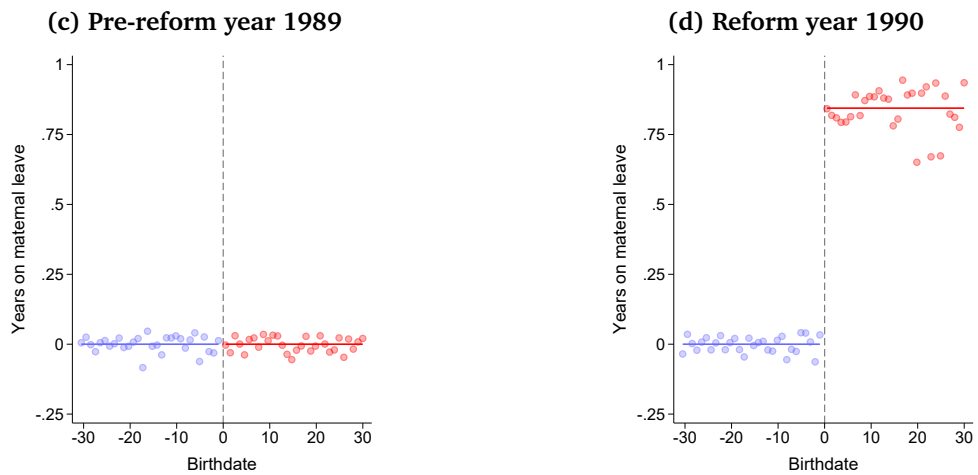 (c) Pre-reform year 1989
Years on maternal leave
1
.75
.5
.25
0
-.25
-30 -20 -10 0 10 20 30
Birthdate
(d) Reform year 1990
Years on maternal leave
1
.75
.5
.25
0
-.25
-30 -20 -10 0 10 20 30
Birthdate